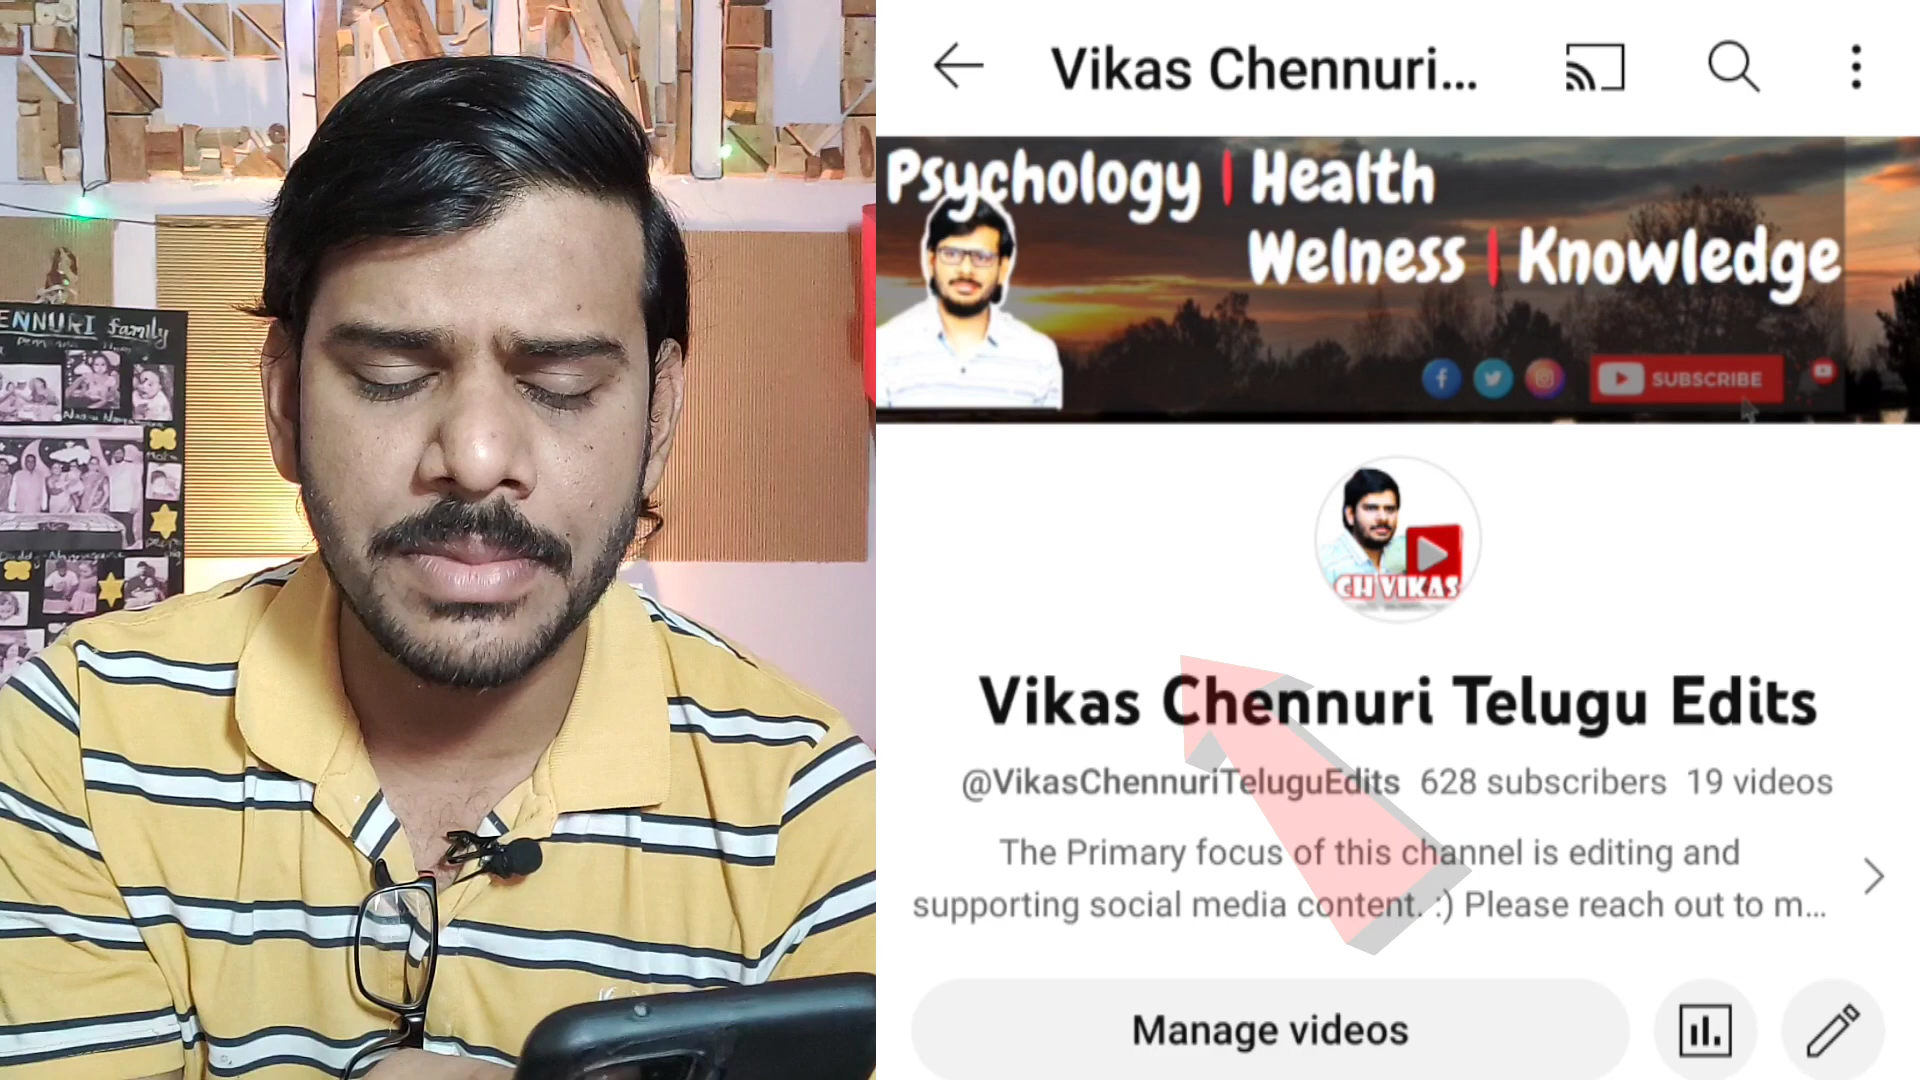 ENNURI family
Vikas Chennuri...
Psychology | Health
Welness | Knowledge
SUBSCRIBE
CH VIKAS
Vikas Chennuri Telugu Edits
@VikasChennuriTeluguEdits 628 subscribers 19 videos
The Primary focus of this channel is editing and
supporting social media content. :) Please reach out to m...
Manage videos